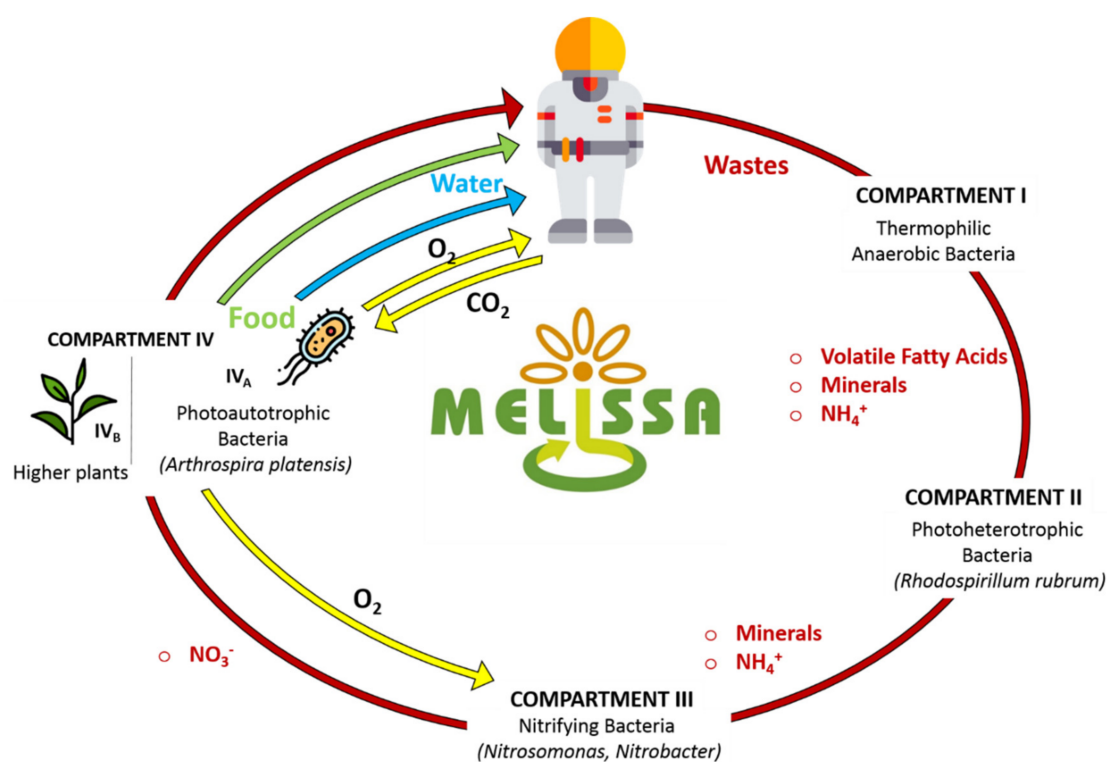 Wastes
Water
O2
CO2
Food
COMPARTMENT I
Thermophilic
Anaerobic Bacteria
Volatile Fatty Acids
Minerals
NH4+
COMPARTMENT II
Photoheterotrophic
Bacteria
(Rhodospirillum rubrum)
Minerals
NH4+
COMPARTMENT III
Nitrifying Bacteria
(Nitrosomonas, Nitrobacter)
O2
NO3-
COMPARTMENT IV
IVA
Photoautotrophic
Bacteria
(Arthrospira platensis)
IVB
Higher plants
MELISSA